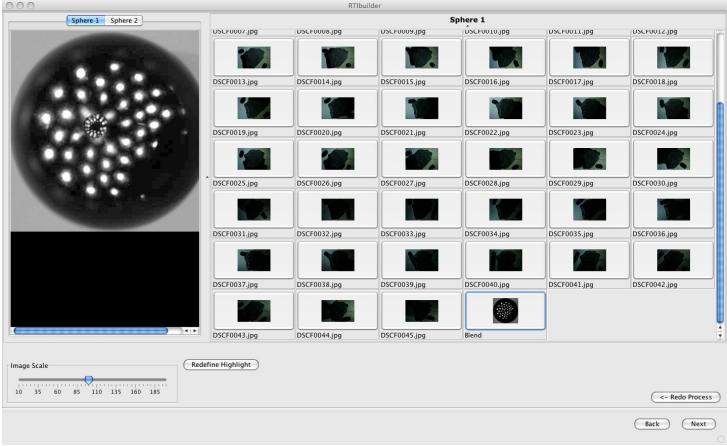 RTIbuilder
Sphere 1 Sphere 2
Sphere 1
DSCF0007.jpg DSCF0008.jpg DSCF0009.jpg DSCF0010.jpg DSCF0011.jpg DSCF0012.jpg
DSCF0013.jpg DSCF0014.jpg DSCF0015.jpg DSCF0016.jpg DSCF0017.jpg DSCF0018.jpg
DSCF0019.jpg DSCF0020.jpg DSCF0021.jpg DSCF0022.jpg DSCF0023.jpg DSCF0024.jpg
DSCF0025.jpg DSCF0026.jpg DSCF0027.jpg DSCF0028.jpg DSCF0029.jpg DSCF0030.jpg
DSCF0031.jpg DSCF0032.jpg DSCF0033.jpg DSCF0034.jpg DSCF0035.jpg DSCF0036.jpg
DSCF0037.jpg DSCF0038.jpg DSCF0039.jpg DSCF0040.jpg DSCF0041.jpg DSCF0042.jpg
DSCF0043.jpg DSCF0044.jpg DSCF0045.jpg Blend
Image Scale
10 35 60 85 110 135 160 185
Redefine Highlight
<- Redo Process
Back Next